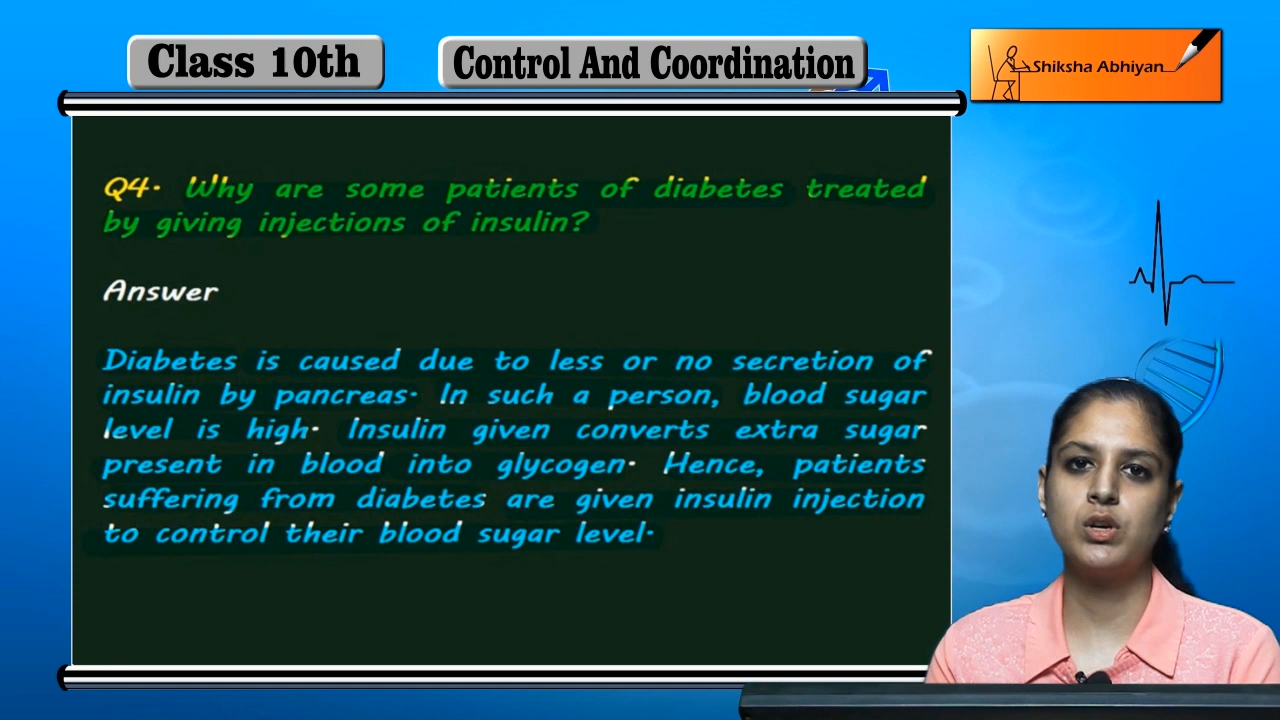 Class 10th
Control And Coordination
Shiksha Abhiyan
Q4. Why are some patients of diabetes treated
by giving injections of insulin?
Answer
Diabetes is caused due to less or no secretion of
insulin by pancreas. In such a person, blood sugar
level is high. Insulin given converts extra sugar
present in blood into glycogen. Hence, patients
suffering from diabetes are given insulin injection
to control their blood sugar level.